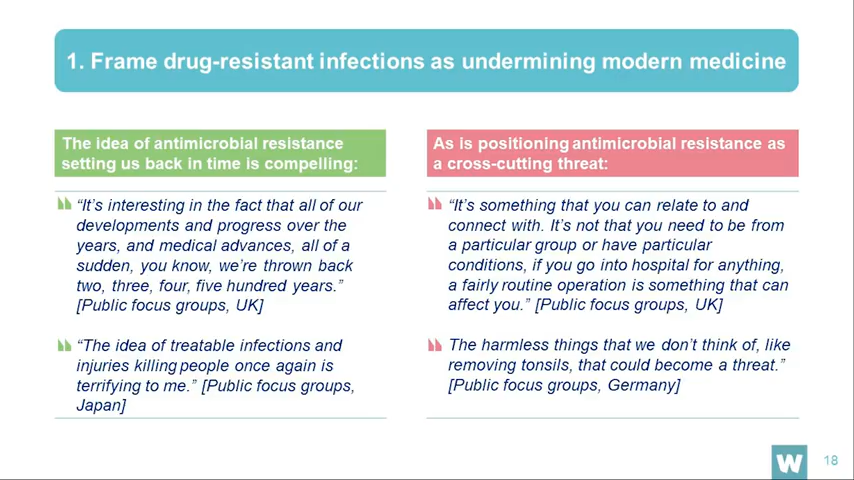 1. Frame drug-resistant infections as undermining modern medicine
The idea of antimicrobial resistance
setting us back in time is compelling:
“It’s interesting in the fact that all of our
developments and progress over the
years, and medical advances, all of a
sudden, you know, we’re thrown back
two, three, four, five hundred years.”
[Public focus groups, UK]
“The idea of treatable infections and
injuries killing people once again is
terrifying to me.” [Public focus groups,
Japan]
As is positioning antimicrobial resistance as
a cross-cutting threat:
“It’s something that you can relate to and
connect with. It’s not that you need to be from
a particular group or have particular
conditions, if you go into hospital for anything,
a fairly routine operation is something that can
affect you.” [Public focus groups, UK]
The harmless things that we don’t think of, like
removing tonsils, that could become a threat.”
[Public focus groups, Germany]
W
18